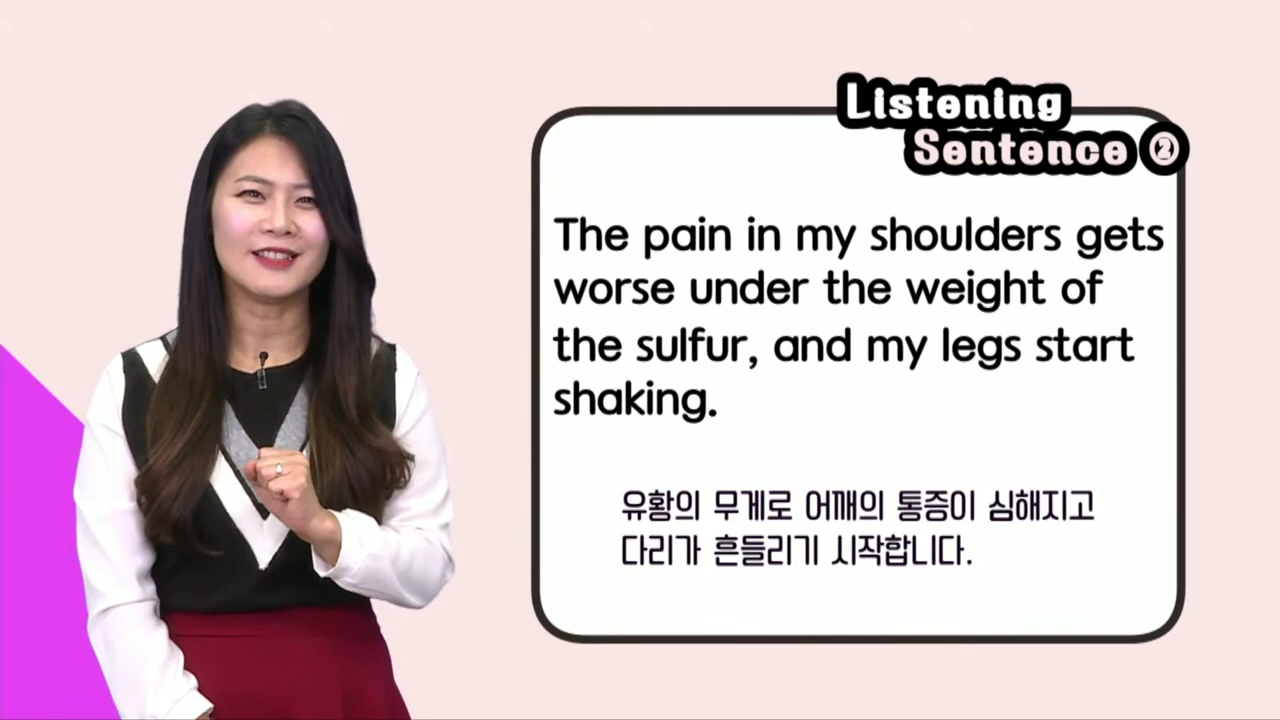 Listening
Sentence ②
The pain in my shoulders gets
worse under the weight of
the sulfur, and my legs start
shaking.
유황의 무게로 어깨의 통증이 심해지고
다리가 흔들리기 시작합니다.